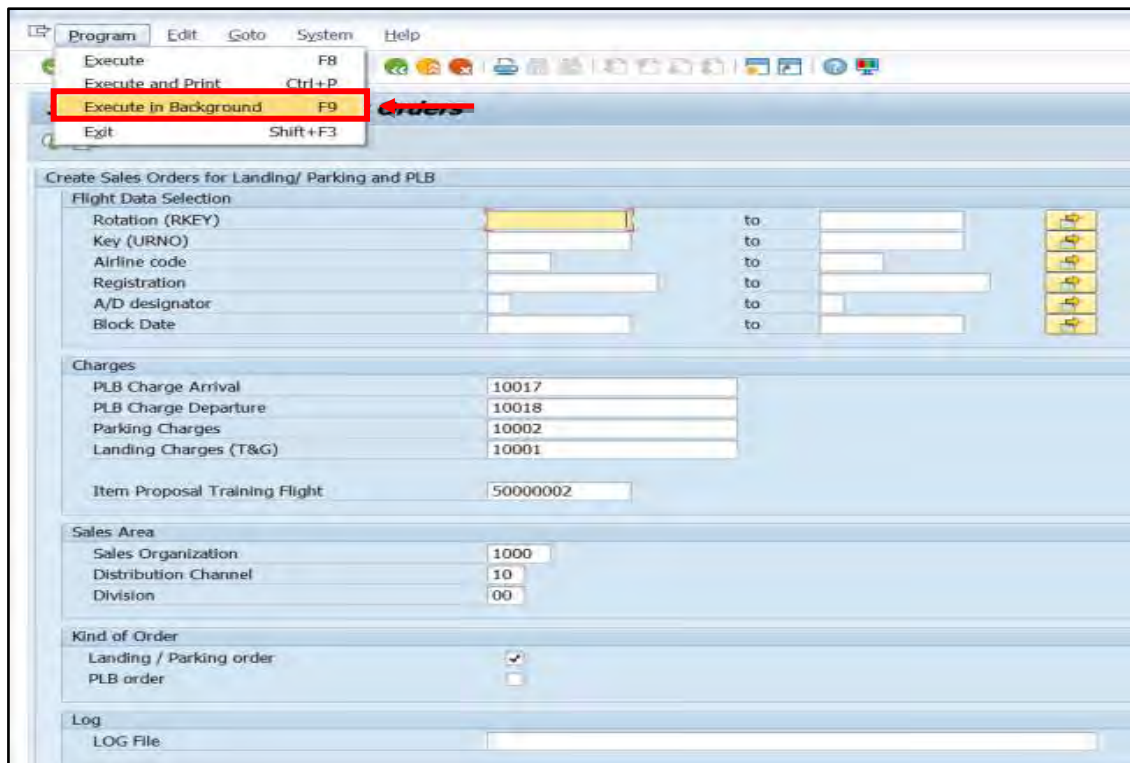 Program Edit Goto System Help
Execute F8
Execute and Print Ctrl+P
Execute in Background F9
Orders
Exit Shift+F3
Create Sales Orders for Landing/ Parking and PLB
Flight Data Selection
Rotation (RKEY) to
Key (URNO) to
Airline code to
Registration to
A/D designator to
Block Date to
Charges
PLB Charge Arrival 10017
PLB Charge Departure 10018
Parking Charges 10002
Landing Charges (T&G) 10001
Item Proposal Training Flight 50000002
Sales Area
Sales Organization 1000
Distribution Channel 10
Division 00
Kind of Order
Landing / Parking order
PLB order
Log
LOG File